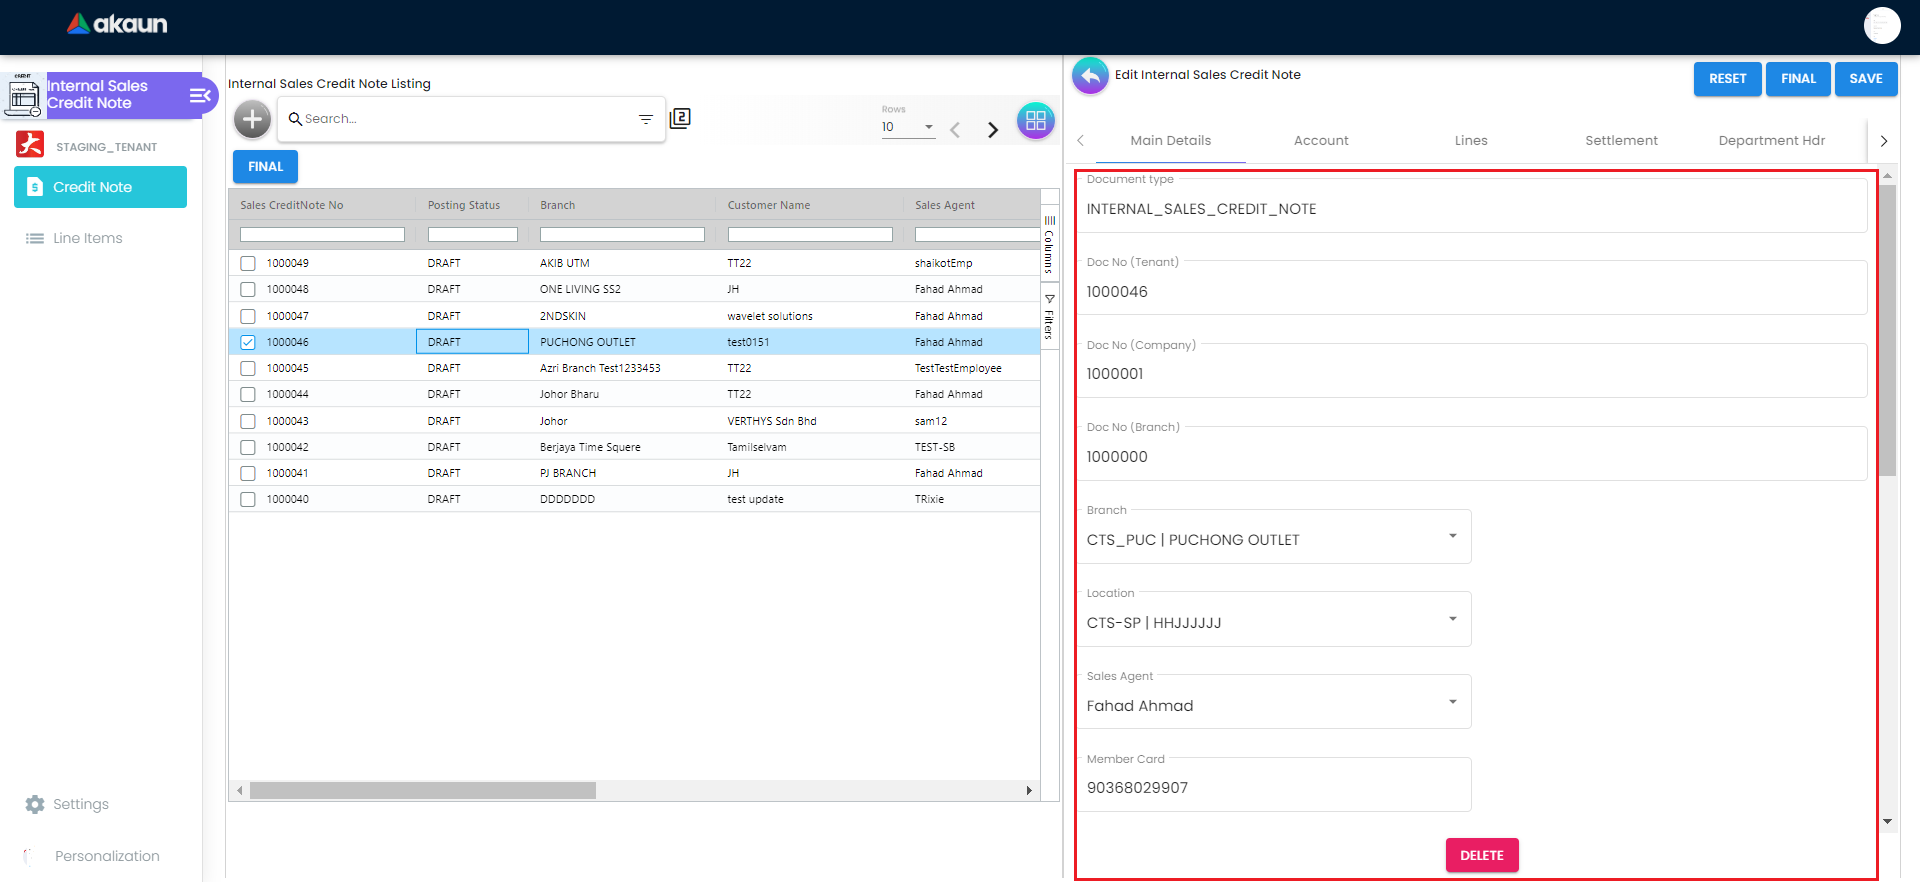 akaun
CREDIT
Internal Sales
Credit Note
STAGING_TENANT
Credit Note
Line Items
Settings
Personalization
Internal Sales Credit Note Listing
Search...
2
Rows
10
FINAL
Sales CreditNote No Posting Status Branch Customer Name Sales Agent
1000049 DRAFT AKIB UTM TT22 shaikotEmp
1000048 DRAFT ONE LIVING SS2 JH Fahad Ahmad
1000047 DRAFT 2NDSKIN wavelet solutions Fahad Ahmad
1000046 DRAFT PUCHONG OUTLET test0151 Fahad Ahmad
1000045 DRAFT Azri Branch Test1233453 TT22 TestTestEmployee
1000044 DRAFT Johor Bharu TT22 Fahad Ahmad
1000043 DRAFT Johor VERTHYS Sdn Bhd sam12
1000042 DRAFT Berjaya Time Squere Tamilselvam TEST-SB
1000041 DRAFT PJ BRANCH JH Fahad Ahmad
1000040 DRAFT DDDDDDD test update TRixie
Columns
Filters
Edit Internal Sales Credit Note
RESET FINAL SAVE
Main Details Account Lines Settlement Department Hdr
Document type
INTERNAL_SALES_CREDIT_NOTE
Doc No (Tenant)
1000046
Doc No (Company)
1000001
Doc No (Branch)
1000000
Branch
CTS_PUC | PUCHONG OUTLET
Location
CTS-SP | HHJJJJJJ
Sales Agent
Fahad Ahmad
Member Card
90368029907
DELETE